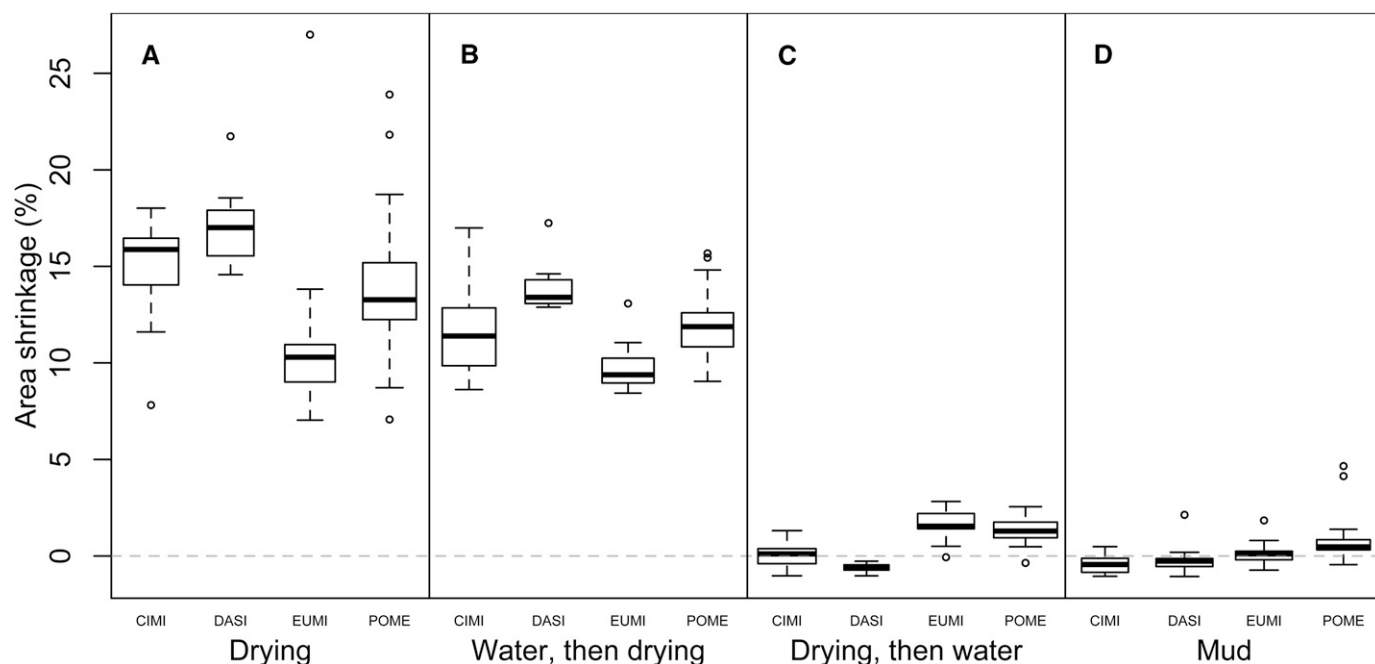 A B C D
Area shrinkage (%)
25
20
15
10
5
0
CIMI DASI EUMI POME CIMI DASI EUMI POME CIMI DASI EUMI POME CIMI DASI EUMI POME
Drying Water, then drying Drying, then water Mud